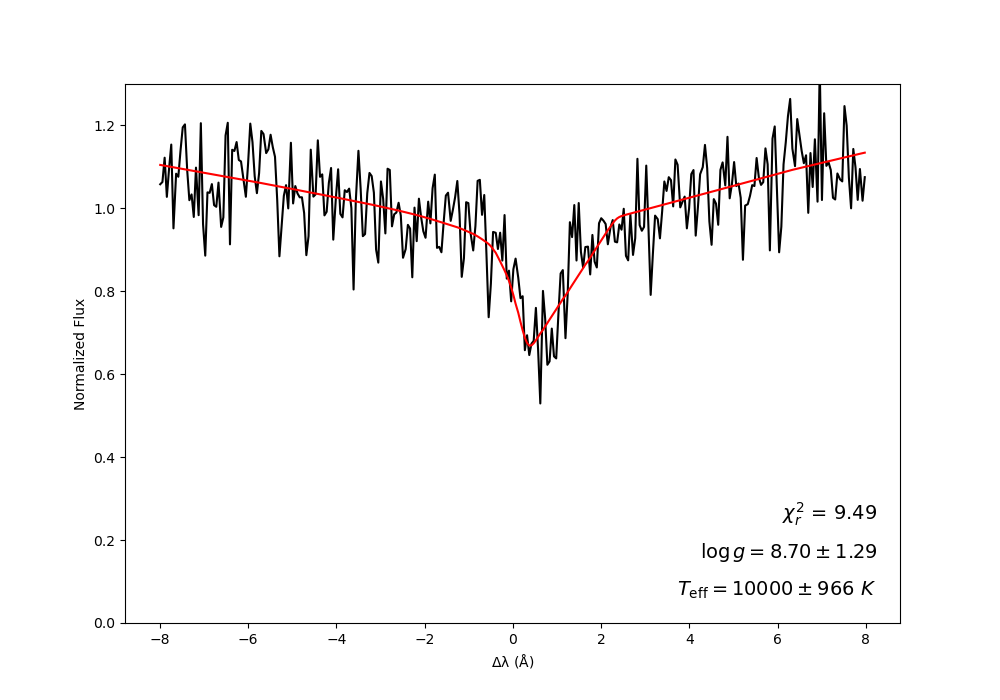 1.2
1.0
0.8
0.6
0.4
0.2
0.0
Normalized Flux
χ²ᵣ = 9.49
log g = 8.70 ± 1.29
T_eff = 10000 ± 966 K
−8 −6 −4 −2 0 2 4 6 8
Δλ (Å)